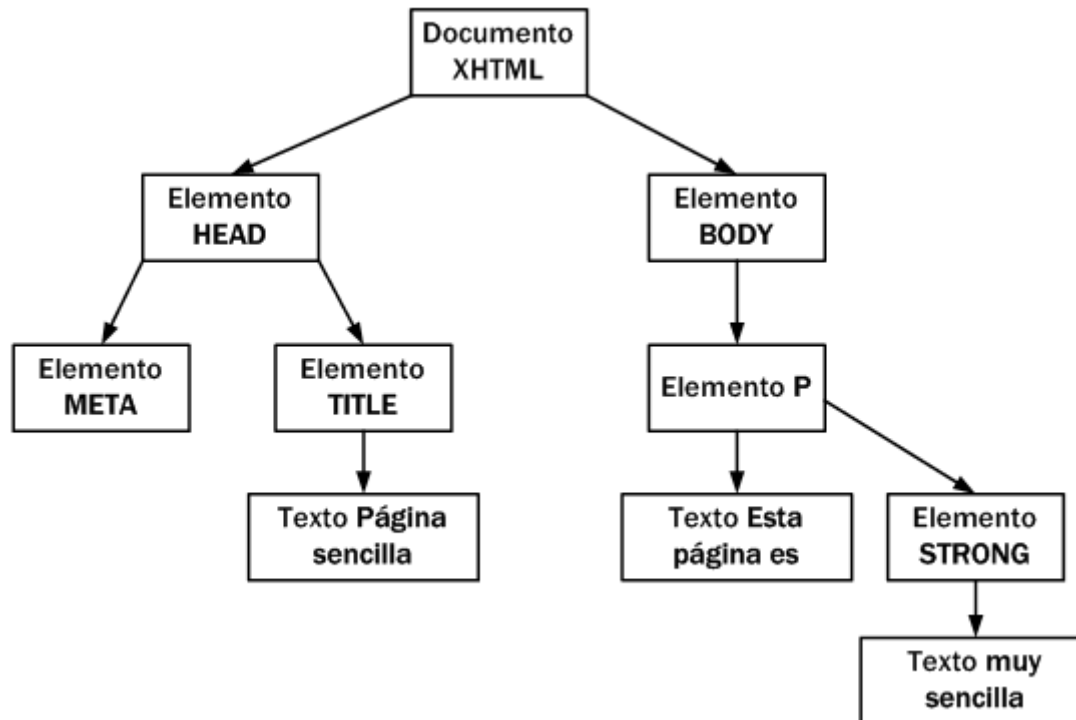 Documento
XHTML
Elemento
HEAD
Elemento
BODY
Elemento
META
Elemento
TITLE
Elemento P
Texto Página
sencilla
Texto Esta
página es
Elemento
STRONG
Texto muy
sencilla